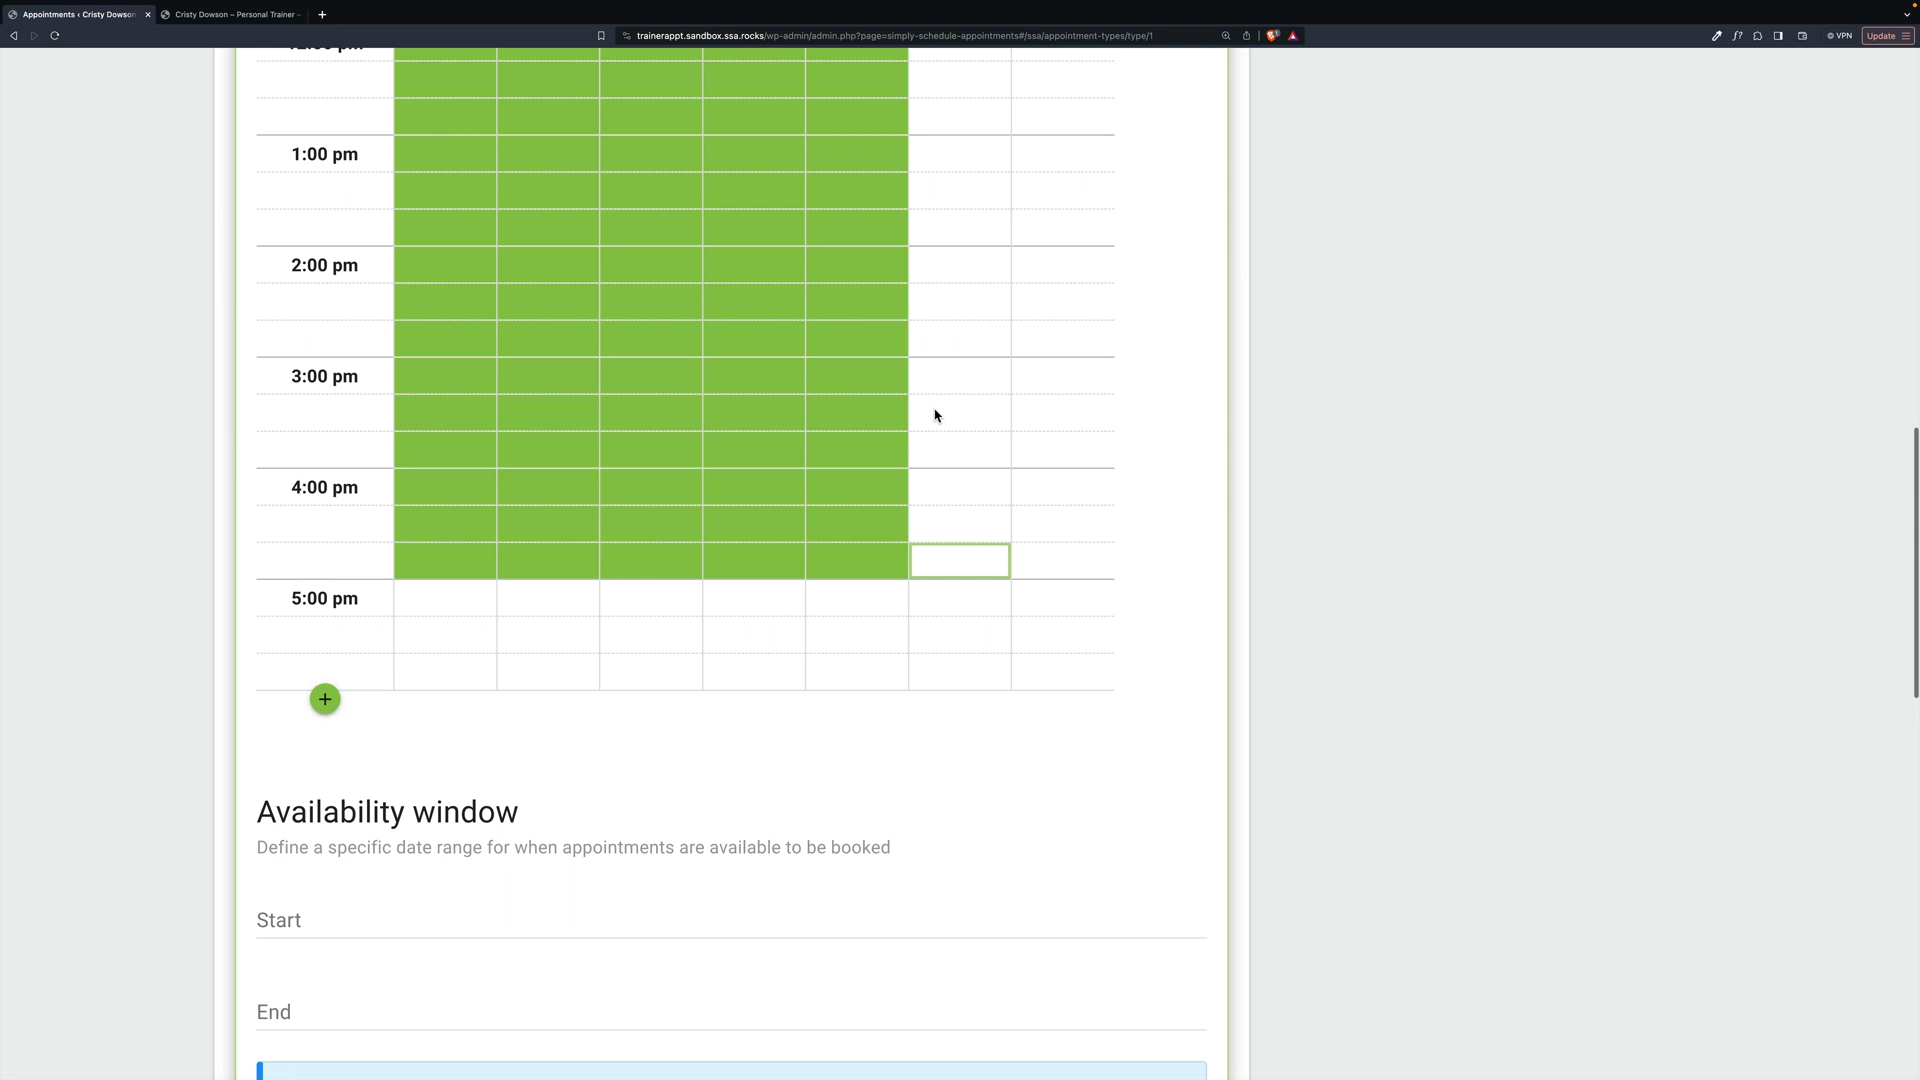 Appointments ‹ Cristy Dowson
Cristy Dowson – Personal Trainer -
trainerappt.sandbox.ssa.rocks/wp-admin/admin.php?page=simply-schedule-appointments#/ssa/appointment-types/type/1
VPN
Update
1:00 pm
2:00 pm
3:00 pm
4:00 pm
5:00 pm
Availability window
Define a specific date range for when appointments are available to be booked
Start
End